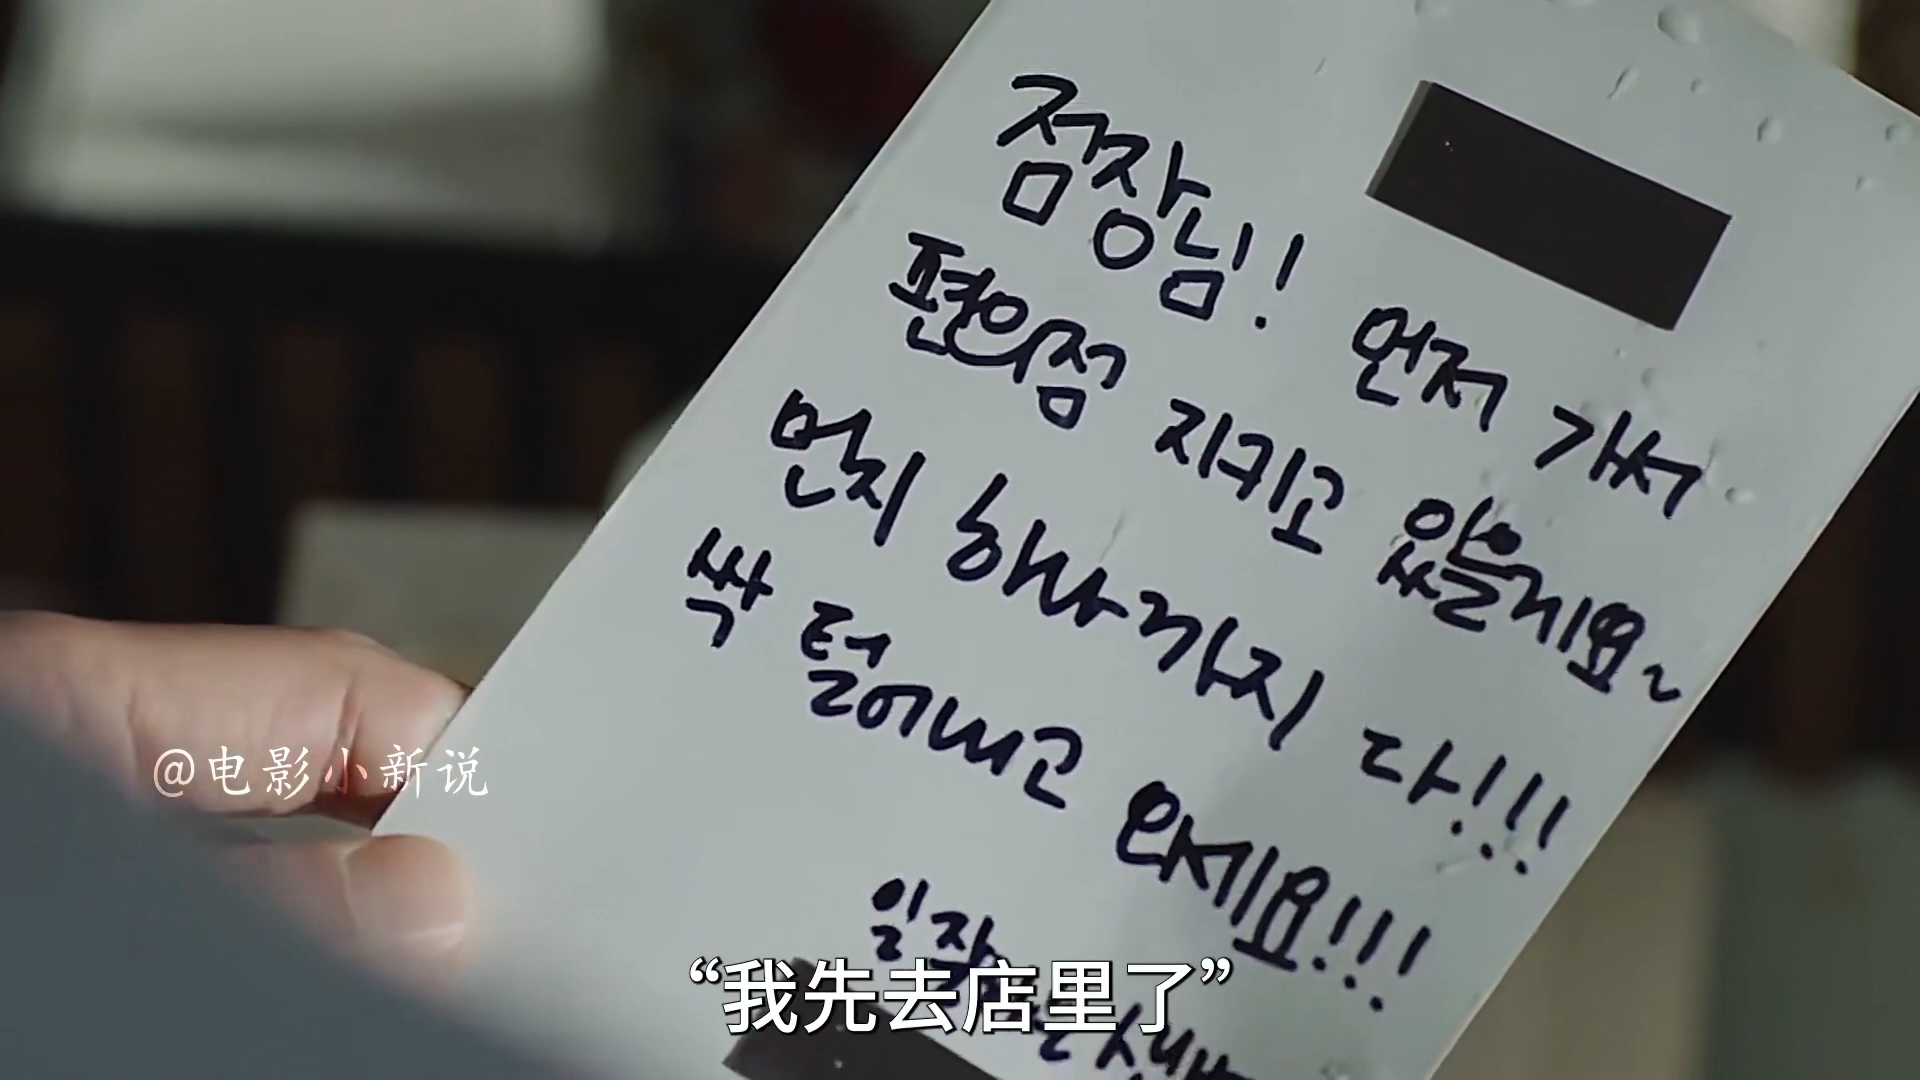 점장님! 먼저 가서
편의점 지키고 있을게요~
먼지 하나까지 다!!!
싹 털어내고 오세요!!!
@电影小新说
“我先去店里了”